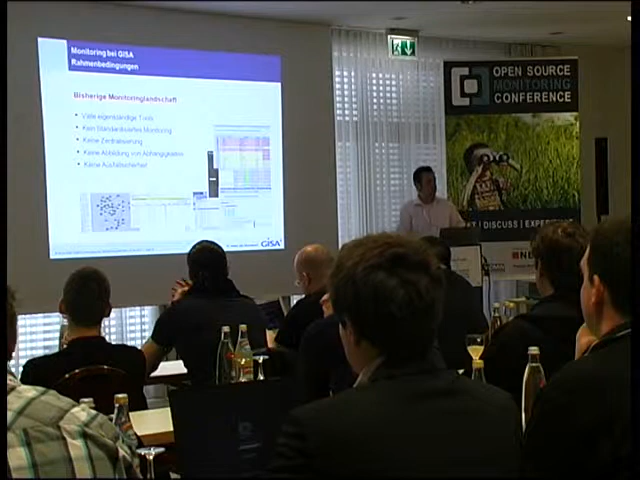 Monitoring bei GISA
Rahmenbedingungen
Bisherige Monitoringlandschaft
Viele eigenständige Tools
Kein Standardisiertes Monitoring
Keine Zentralisierung
Keine Abbildung von Abhängigkeiten
Keine Ausfallsicherheit
GISA
OPEN SOURCE
MONITORING
CONFERENCE
| DISCUSS |